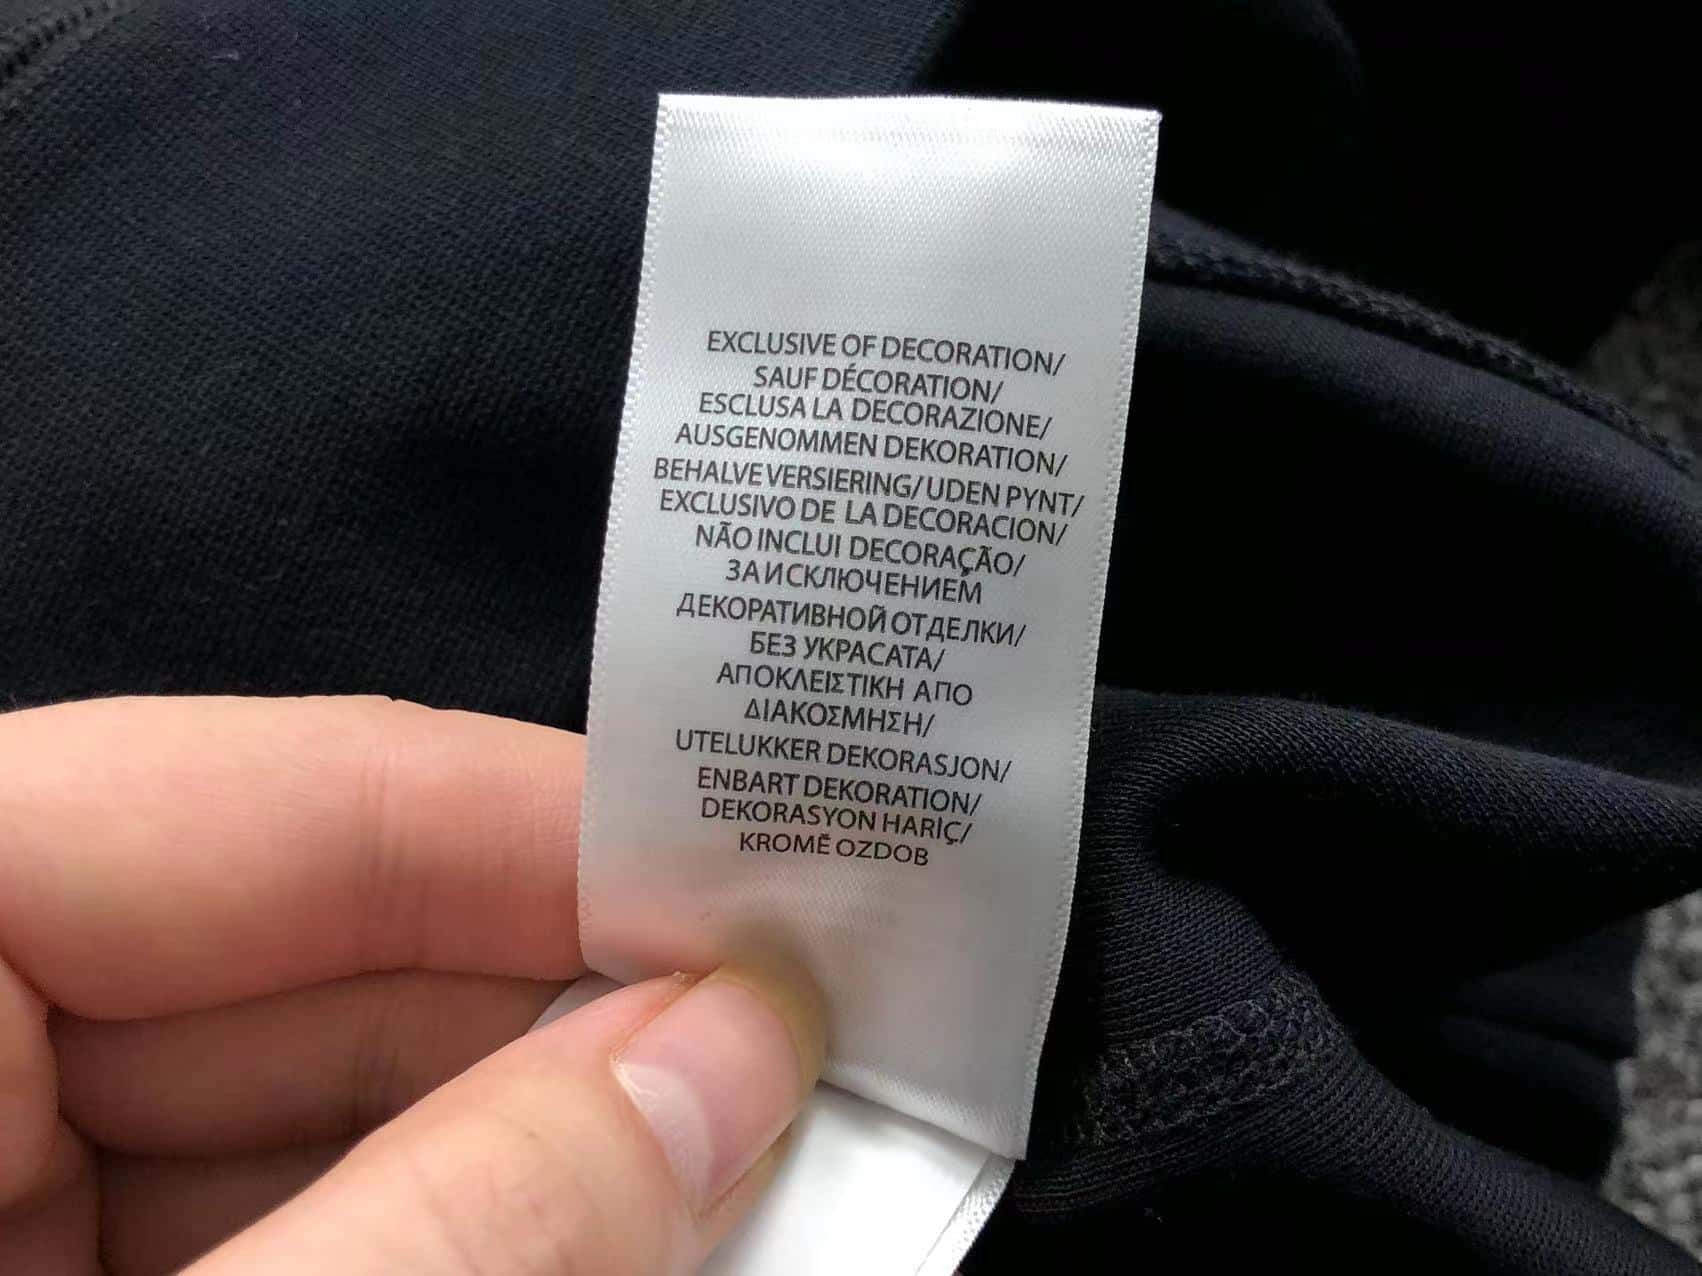 EXCLUSIVE OF DECORATION/
SAUF DÉCORATION/
ESCLUSA LA DECORAZIONE/
AUSGENOMMEN DEKORATION/
BEHALVE VERSIERING/UDEN PYNT/
EXCLUSIVO DE LA DECORACION/
NÃO INCLUI DECORAÇÃO/
ЗА ИСКЛЮЧЕНИЕМ
ДЕКОРАТИВНОЙ ОТДЕЛКИ/
БЕЗ УКРАСАТА/
ΑΠΟΚΛΕΙΣΤΙΚΗ ΑΠΟ
ΔΙΑΚΟΣΜΗΣΗ/
UTELUKKER DEKORASJON/
ENBART DEKORATION/
DEKORASYON HARİÇ/
KROMĚ OZDOB